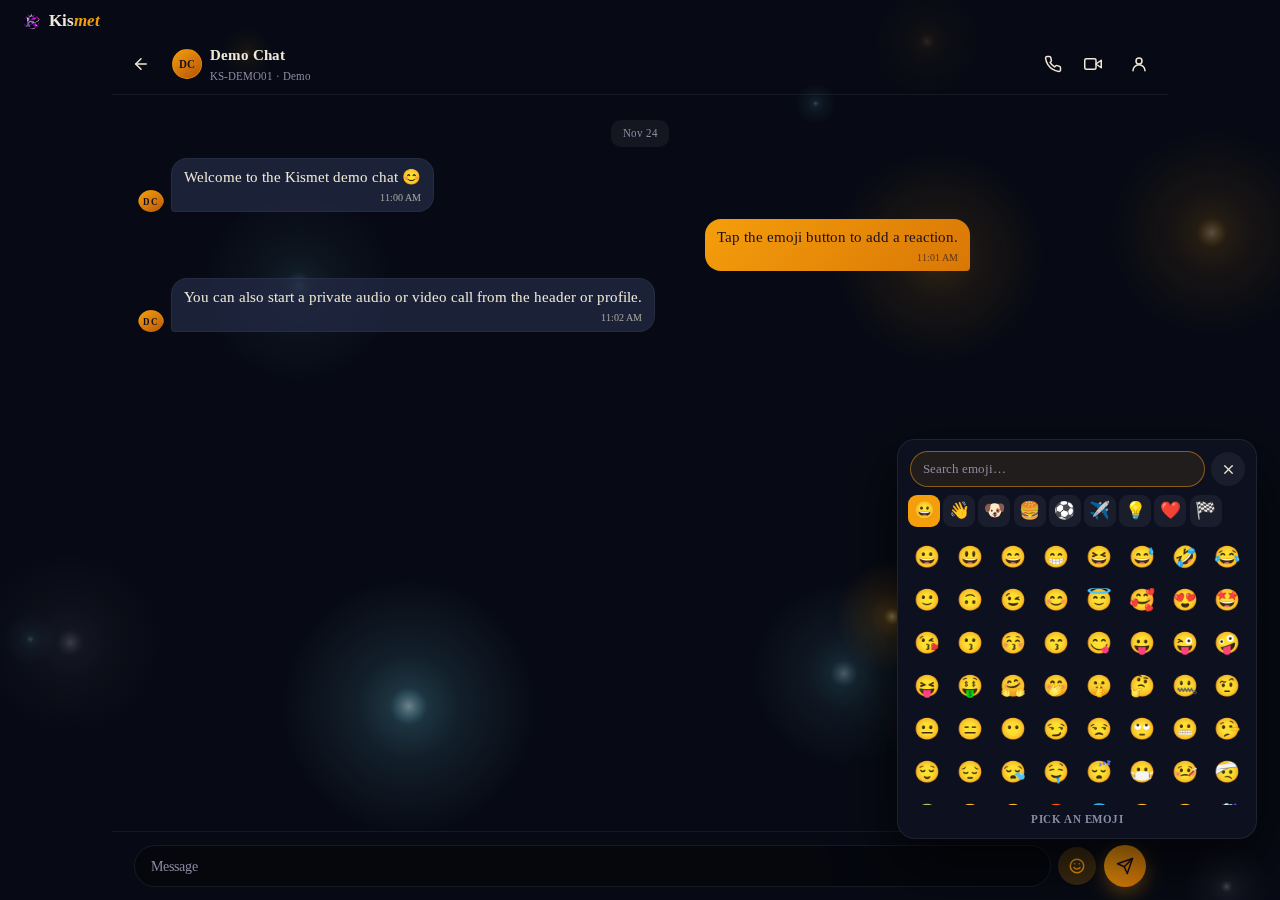 Kismet
DC
Demo Chat
KS-DEMO01 · Demo
Nov 24
Welcome to the Kismet demo chat 😊
11:00 AM
DC
Tap the emoji button to add a reaction.
11:01 AM
You can also start a private audio or video call from the header or profile.
11:02 AM
DC
Search emoji…
PICK AN EMOJI
Message